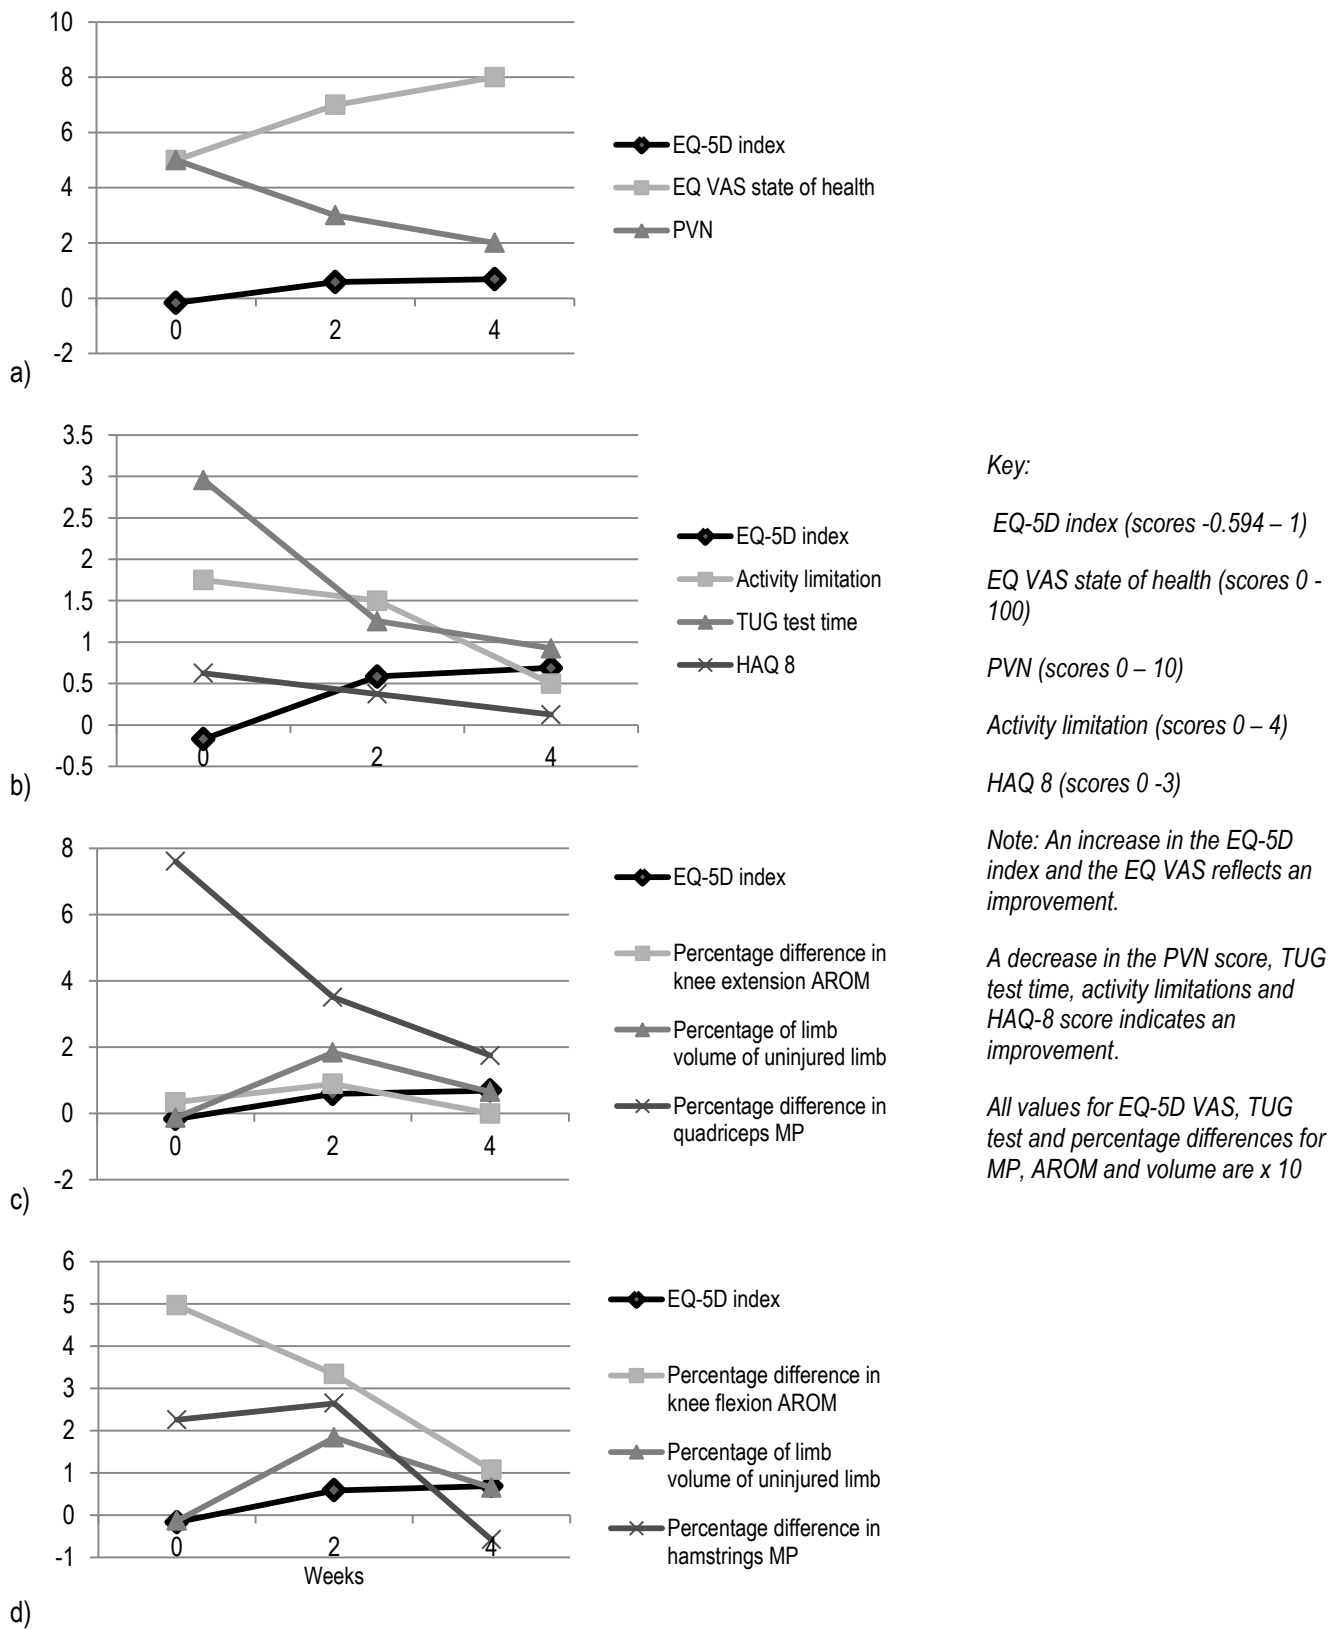 10
8
6
4
2
0
-2
0
2
4
EQ-5D index
EQ VAS state of health
PVN
a)
3.5
3
2.5
2
1.5
1
0.5
0
-0.5
0
2
4
EQ-5D index
Activity limitation
TUG test time
HAQ 8
b)
Key:
EQ-5D index (scores -0.594 – 1)
EQ VAS state of health (scores 0 -
100)
PVN (scores 0 – 10)
Activity limitation (scores 0 – 4)
HAQ 8 (scores 0 -3)
Note: An increase in the EQ-5D
index and the EQ VAS reflects an
improvement.
A decrease in the PVN score, TUG
test time, activity limitations and
HAQ-8 score indicates an
improvement.
All values for EQ-5D VAS, TUG
test and percentage differences for
MP, AROM and volume are x 10
8
6
4
2
0
-2
0
2
4
EQ-5D index
Percentage difference in
knee extension AROM
Percentage of limb
volume of uninjured limb
Percentage difference in
quadriceps MP
c)
6
5
4
3
2
1
0
-1
0
2
4
Weeks
EQ-5D index
Percentage difference in
knee flexion AROM
Percentage of limb
volume of uninjured limb
Percentage difference in
hamstrings MP
d)